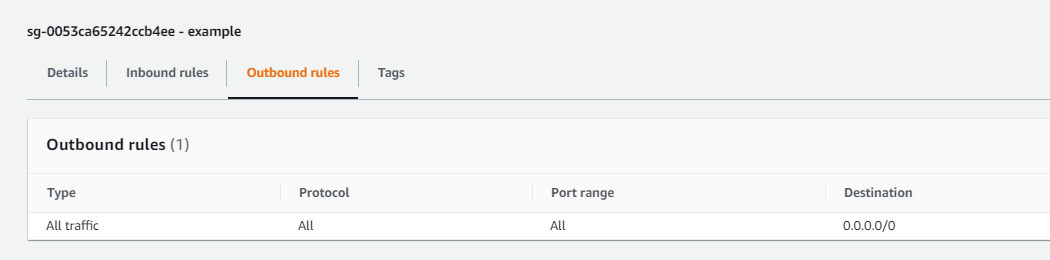 sg-0053ca65242ccb4ee - example
Details Inbound rules Outbound rules Tags
Outbound rules (1)
Type Protocol Port range Destination
All traffic All All 0.0.0.0/0